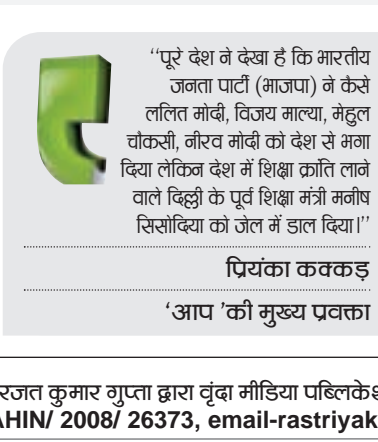 ‘‘पूरे देश ने देखा है कि भारतीय
जनता पार्टी (भाजपा) ने कैसे
ललित मोदी, विजय माल्या, मेहुल
चौकसी, नीरव मोदी को देश से भगा
दिया लेकिन देश में शिक्षा क्रांति लाने
वाले दिल्ली के पूर्व शिक्षा मंत्री मनीष
सिसोदिया को जेल में डाल दिया।’’
प्रियंका कक्कड़
‘आप ’की मुख्य प्रवक्ता
रजत कुमार गुप्ता द्वारा वृंदा मीडिया पब्लिकेश
AHIN/ 2008/ 26373, email-rastriyak